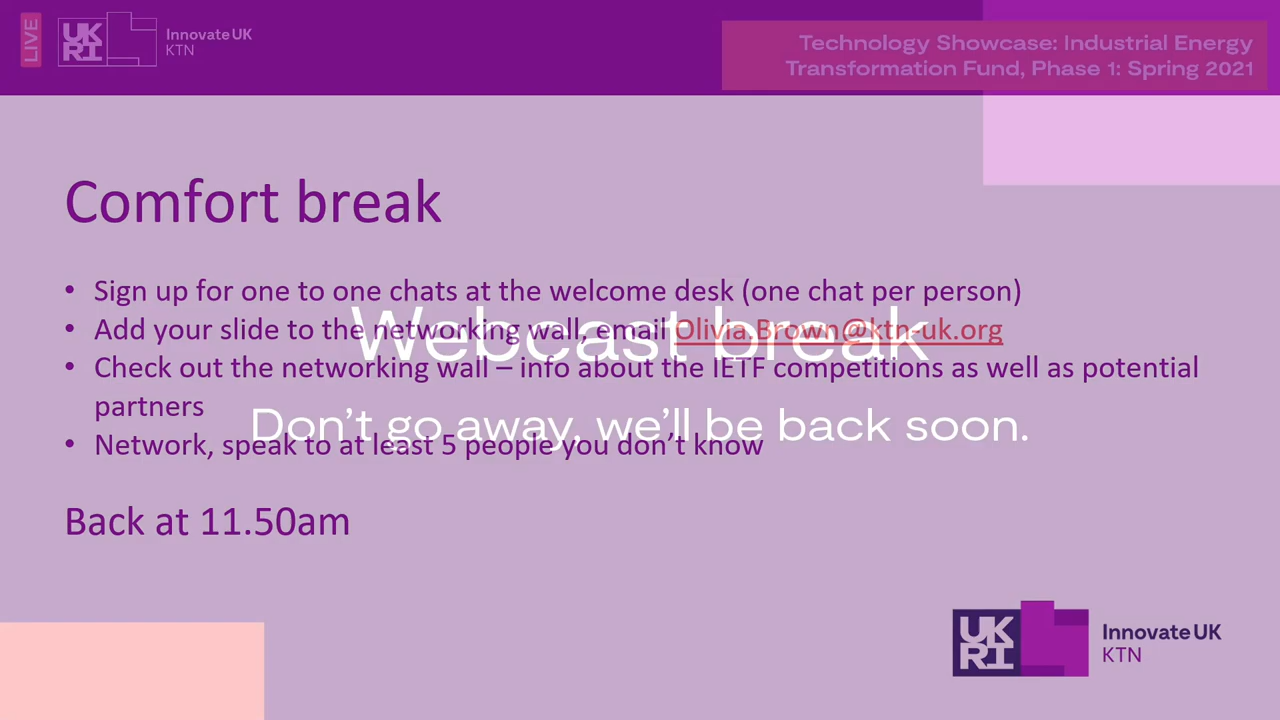 LIVE
UK
RI
Innovate UK
KTN
Technology Showcase: Industrial Energy
Transformation Fund, Phase 1: Spring 2021
Comfort break
• Sign up for one to one chats at the welcome desk (one chat per person)
• Add your slide to the networking wall, email Olivia.Brown@ktn-uk.org
Webcast break
• Check out the networking wall – info about the IETF competitions as well as potential
partners
Don't go away, we'll be back soon.
• Network, speak to at least 5 people you don't know
Back at 11.50am
UK
RI
Innovate UK
KTN